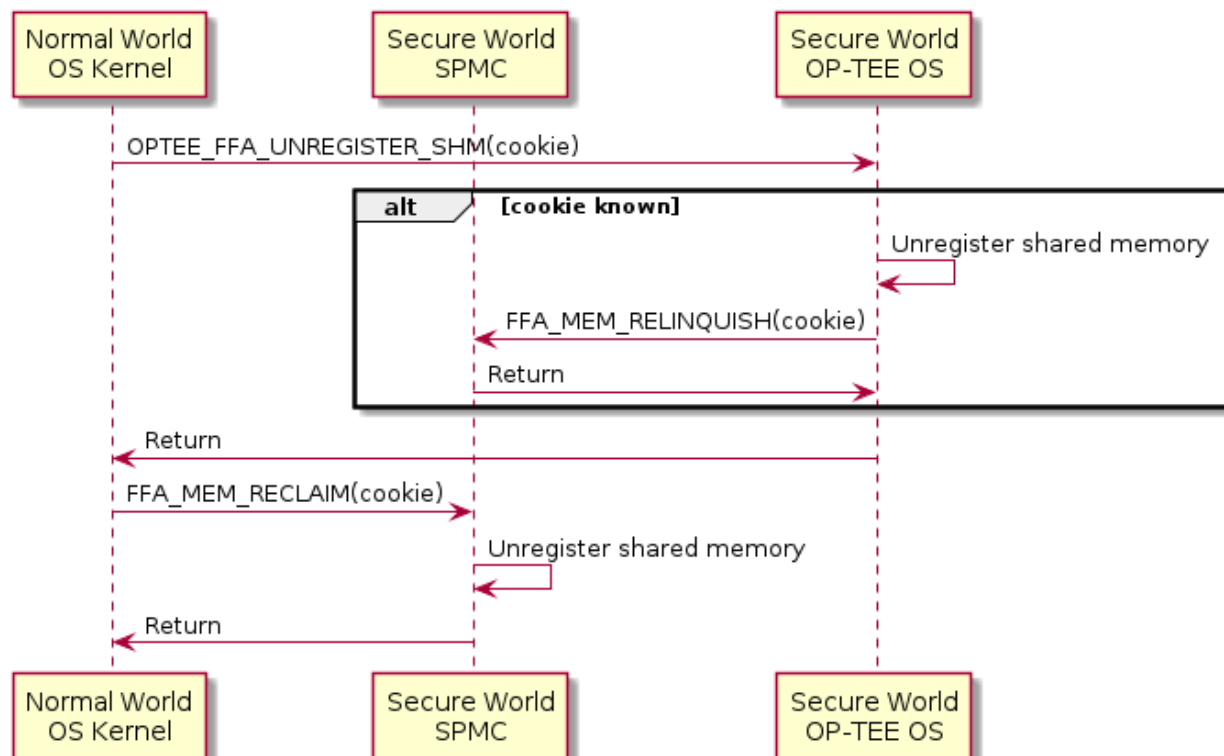 Normal World
OS Kernel
Secure World
SPMC
Secure World
OP-TEE OS
OPTEE_FFA_UNREGISTER_SHM(cookie)
alt
[cookie known]
Unregister shared memory
FFA_MEM_RELINQUISH(cookie)
Return
Return
FFA_MEM_RECLAIM(cookie)
Unregister shared memory
Return
Normal World
OS Kernel
Secure World
SPMC
Secure World
OP-TEE OS